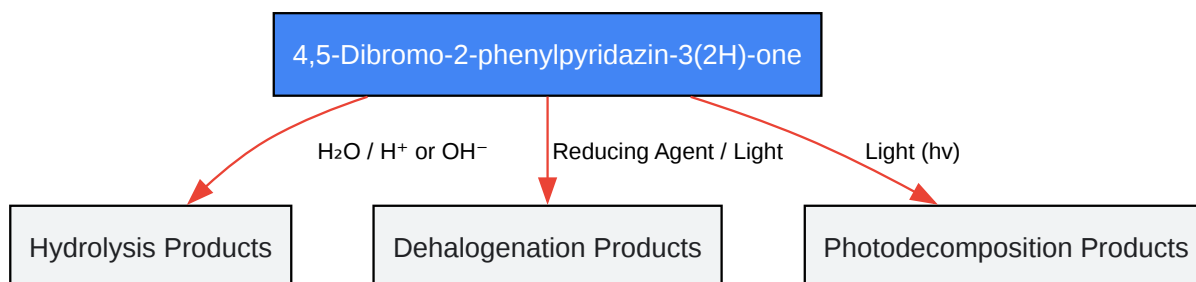 4,5-Dibromo-2-phenylpyridazin-3(2H)-one
H₂O / H⁺ or OH⁻
Reducing Agent / Light
Light (hv)
Hydrolysis Products
Dehalogenation Products
Photodecomposition Products